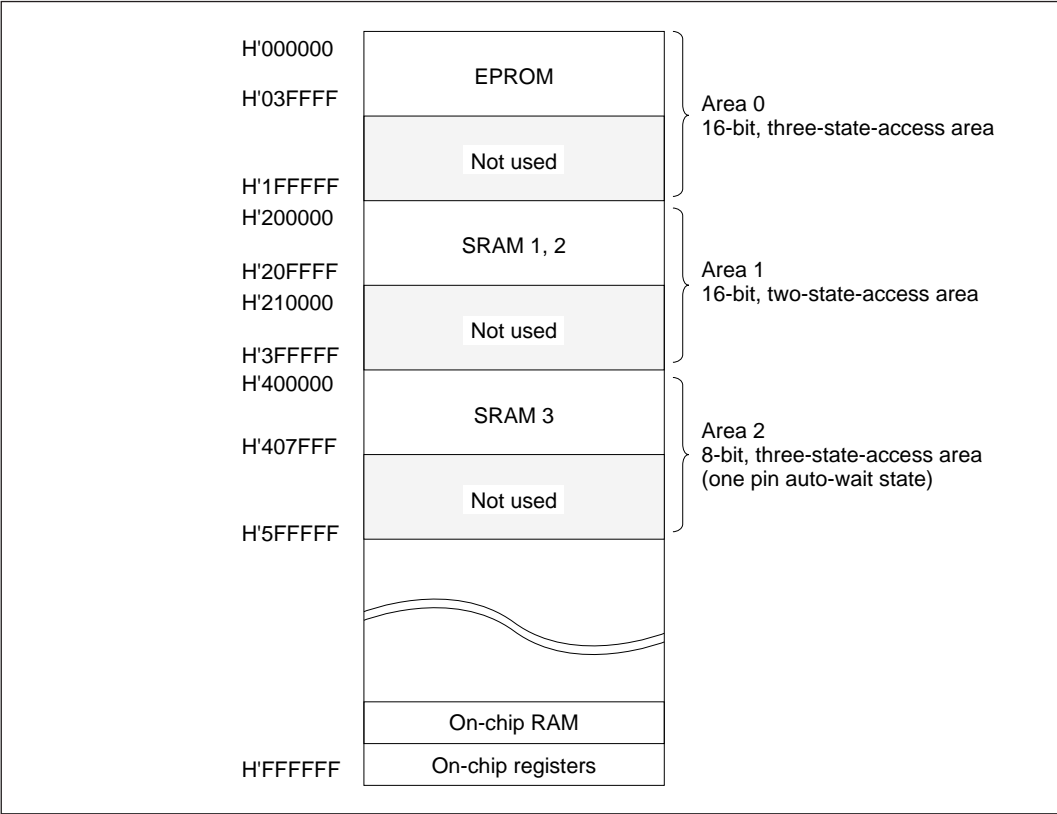 H'000000
EPROM
H'03FFFF
Area 0
16-bit, three-state-access area
Not used
H'1FFFFF
H'200000
SRAM 1, 2
H'20FFFF
Area 1
16-bit, two-state-access area
H'210000
Not used
H'3FFFFF
H'400000
SRAM 3
H'407FFF
Area 2
8-bit, three-state-access area
(one pin auto-wait state)
Not used
H'5FFFFF
On-chip RAM
H'FFFFFF
On-chip registers